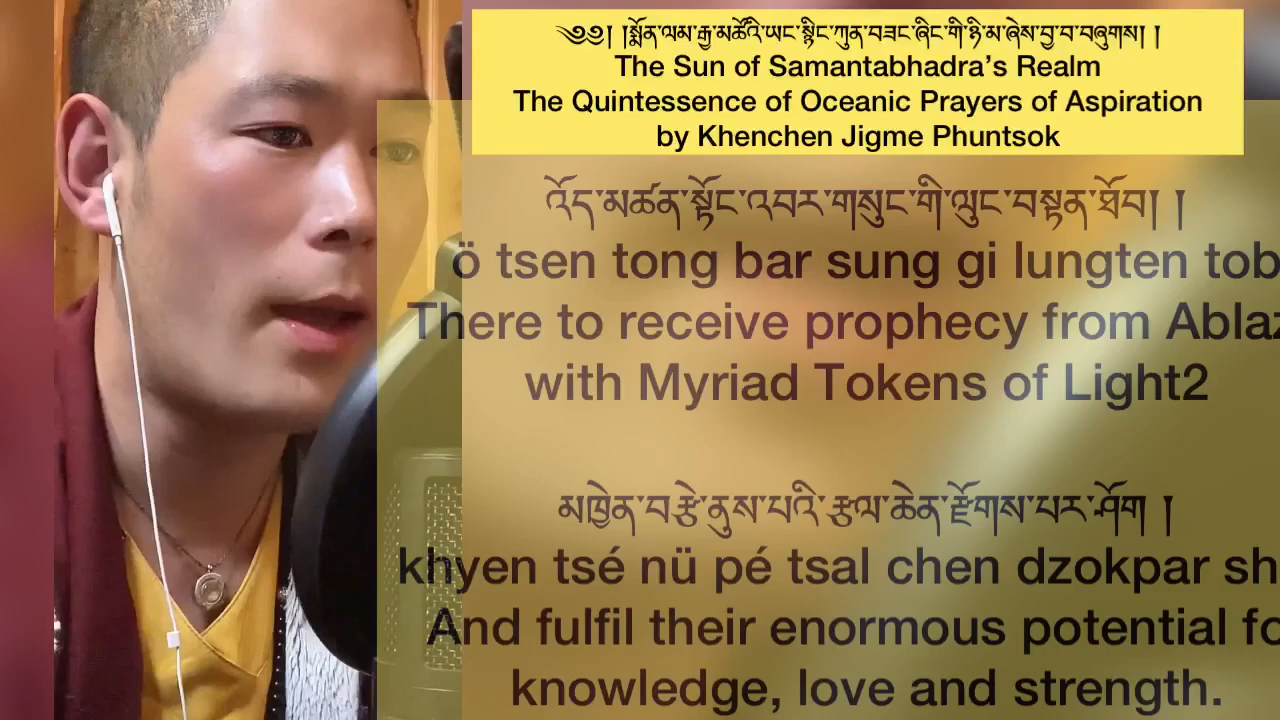 ༄༅། །སྨོན་ལམ་རྒྱ་མཚོའི་ཡང་སྙིང་ཀུན་བཟང་ཞིང་གི་ཉི་མ་ཞེས་བྱ་བ་བཞུགས། །
The Sun of Samantabhadra’s Realm
The Quintessence of Oceanic Prayers of Aspiration
by Khenchen Jigme Phuntsok
འོད་མཚན་སྟོང་འབར་གསུང་གི་ལུང་བསྟན་ཐོབ། །
ö tsen tong bar sung gi lungten tob
There to receive prophecy from Ablaz
with Myriad Tokens of Light2
མཁྱེན་བརྩེ་ནུས་པའི་རྩལ་ཆེན་རྫོགས་པར་ཤོག །
khyen tsé nü pé tsal chen dzokpar sh
And fulfil their enormous potential fo
knowledge, love and strength.